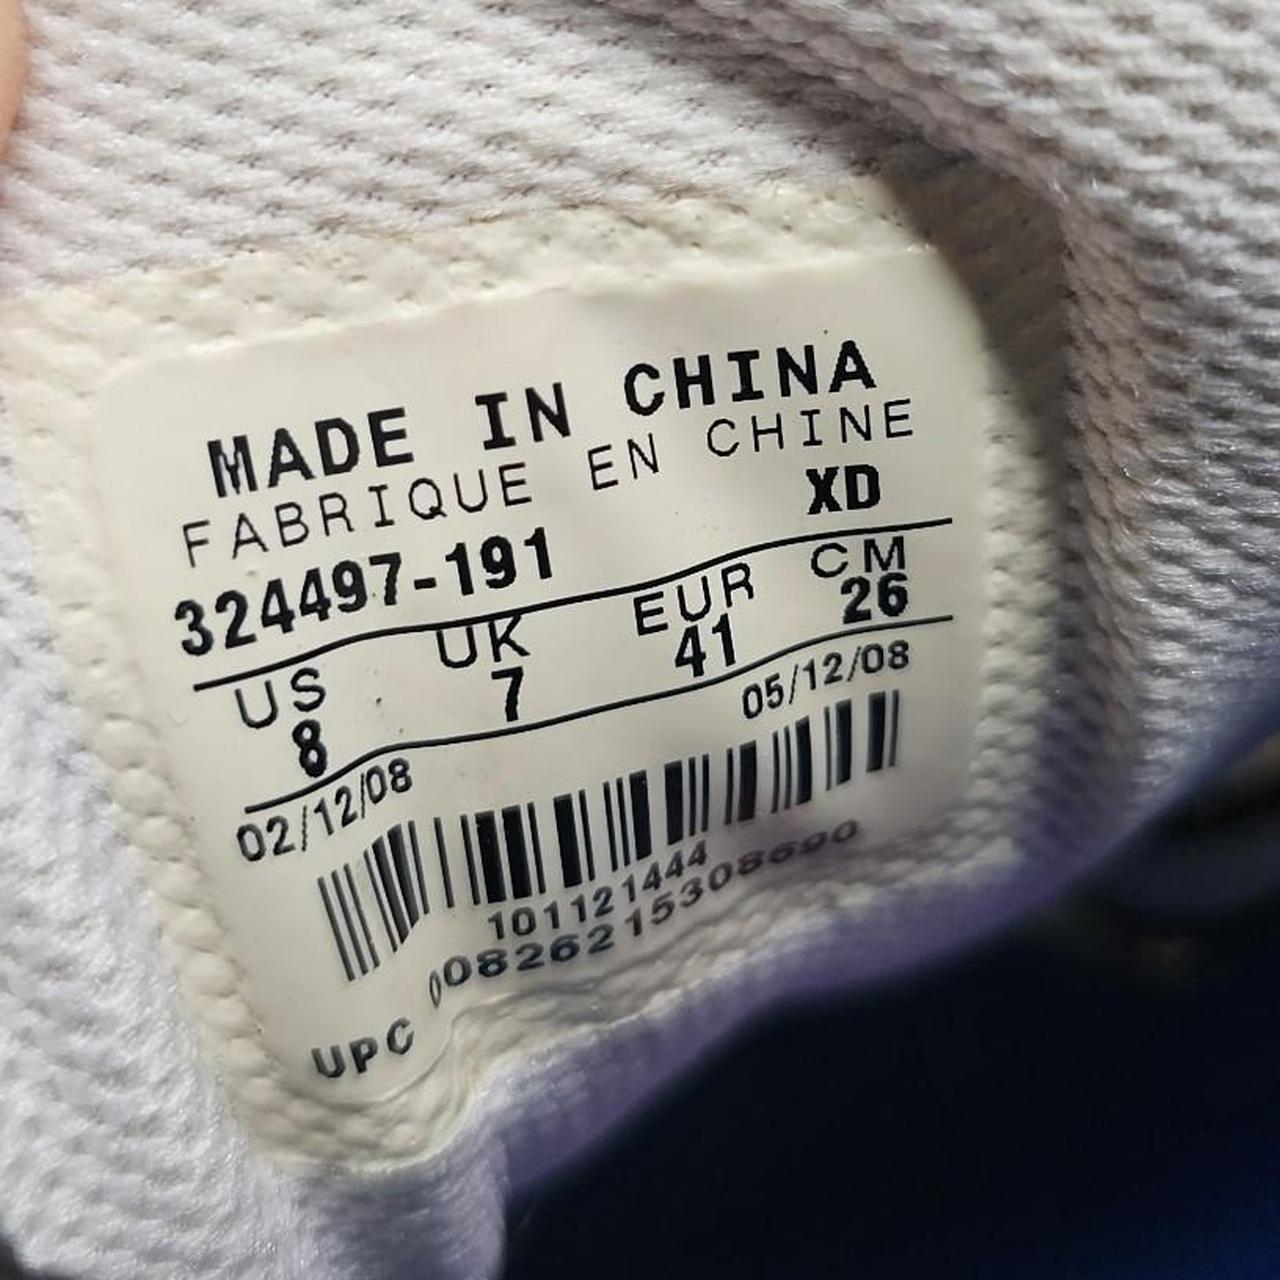 MADE IN CHINA
FABRIQUE EN CHINE
324497-191 XD
US UK EUR CM
8 7 41 26
02/12/08 05/12/08
101121444
UPC 00826215308690